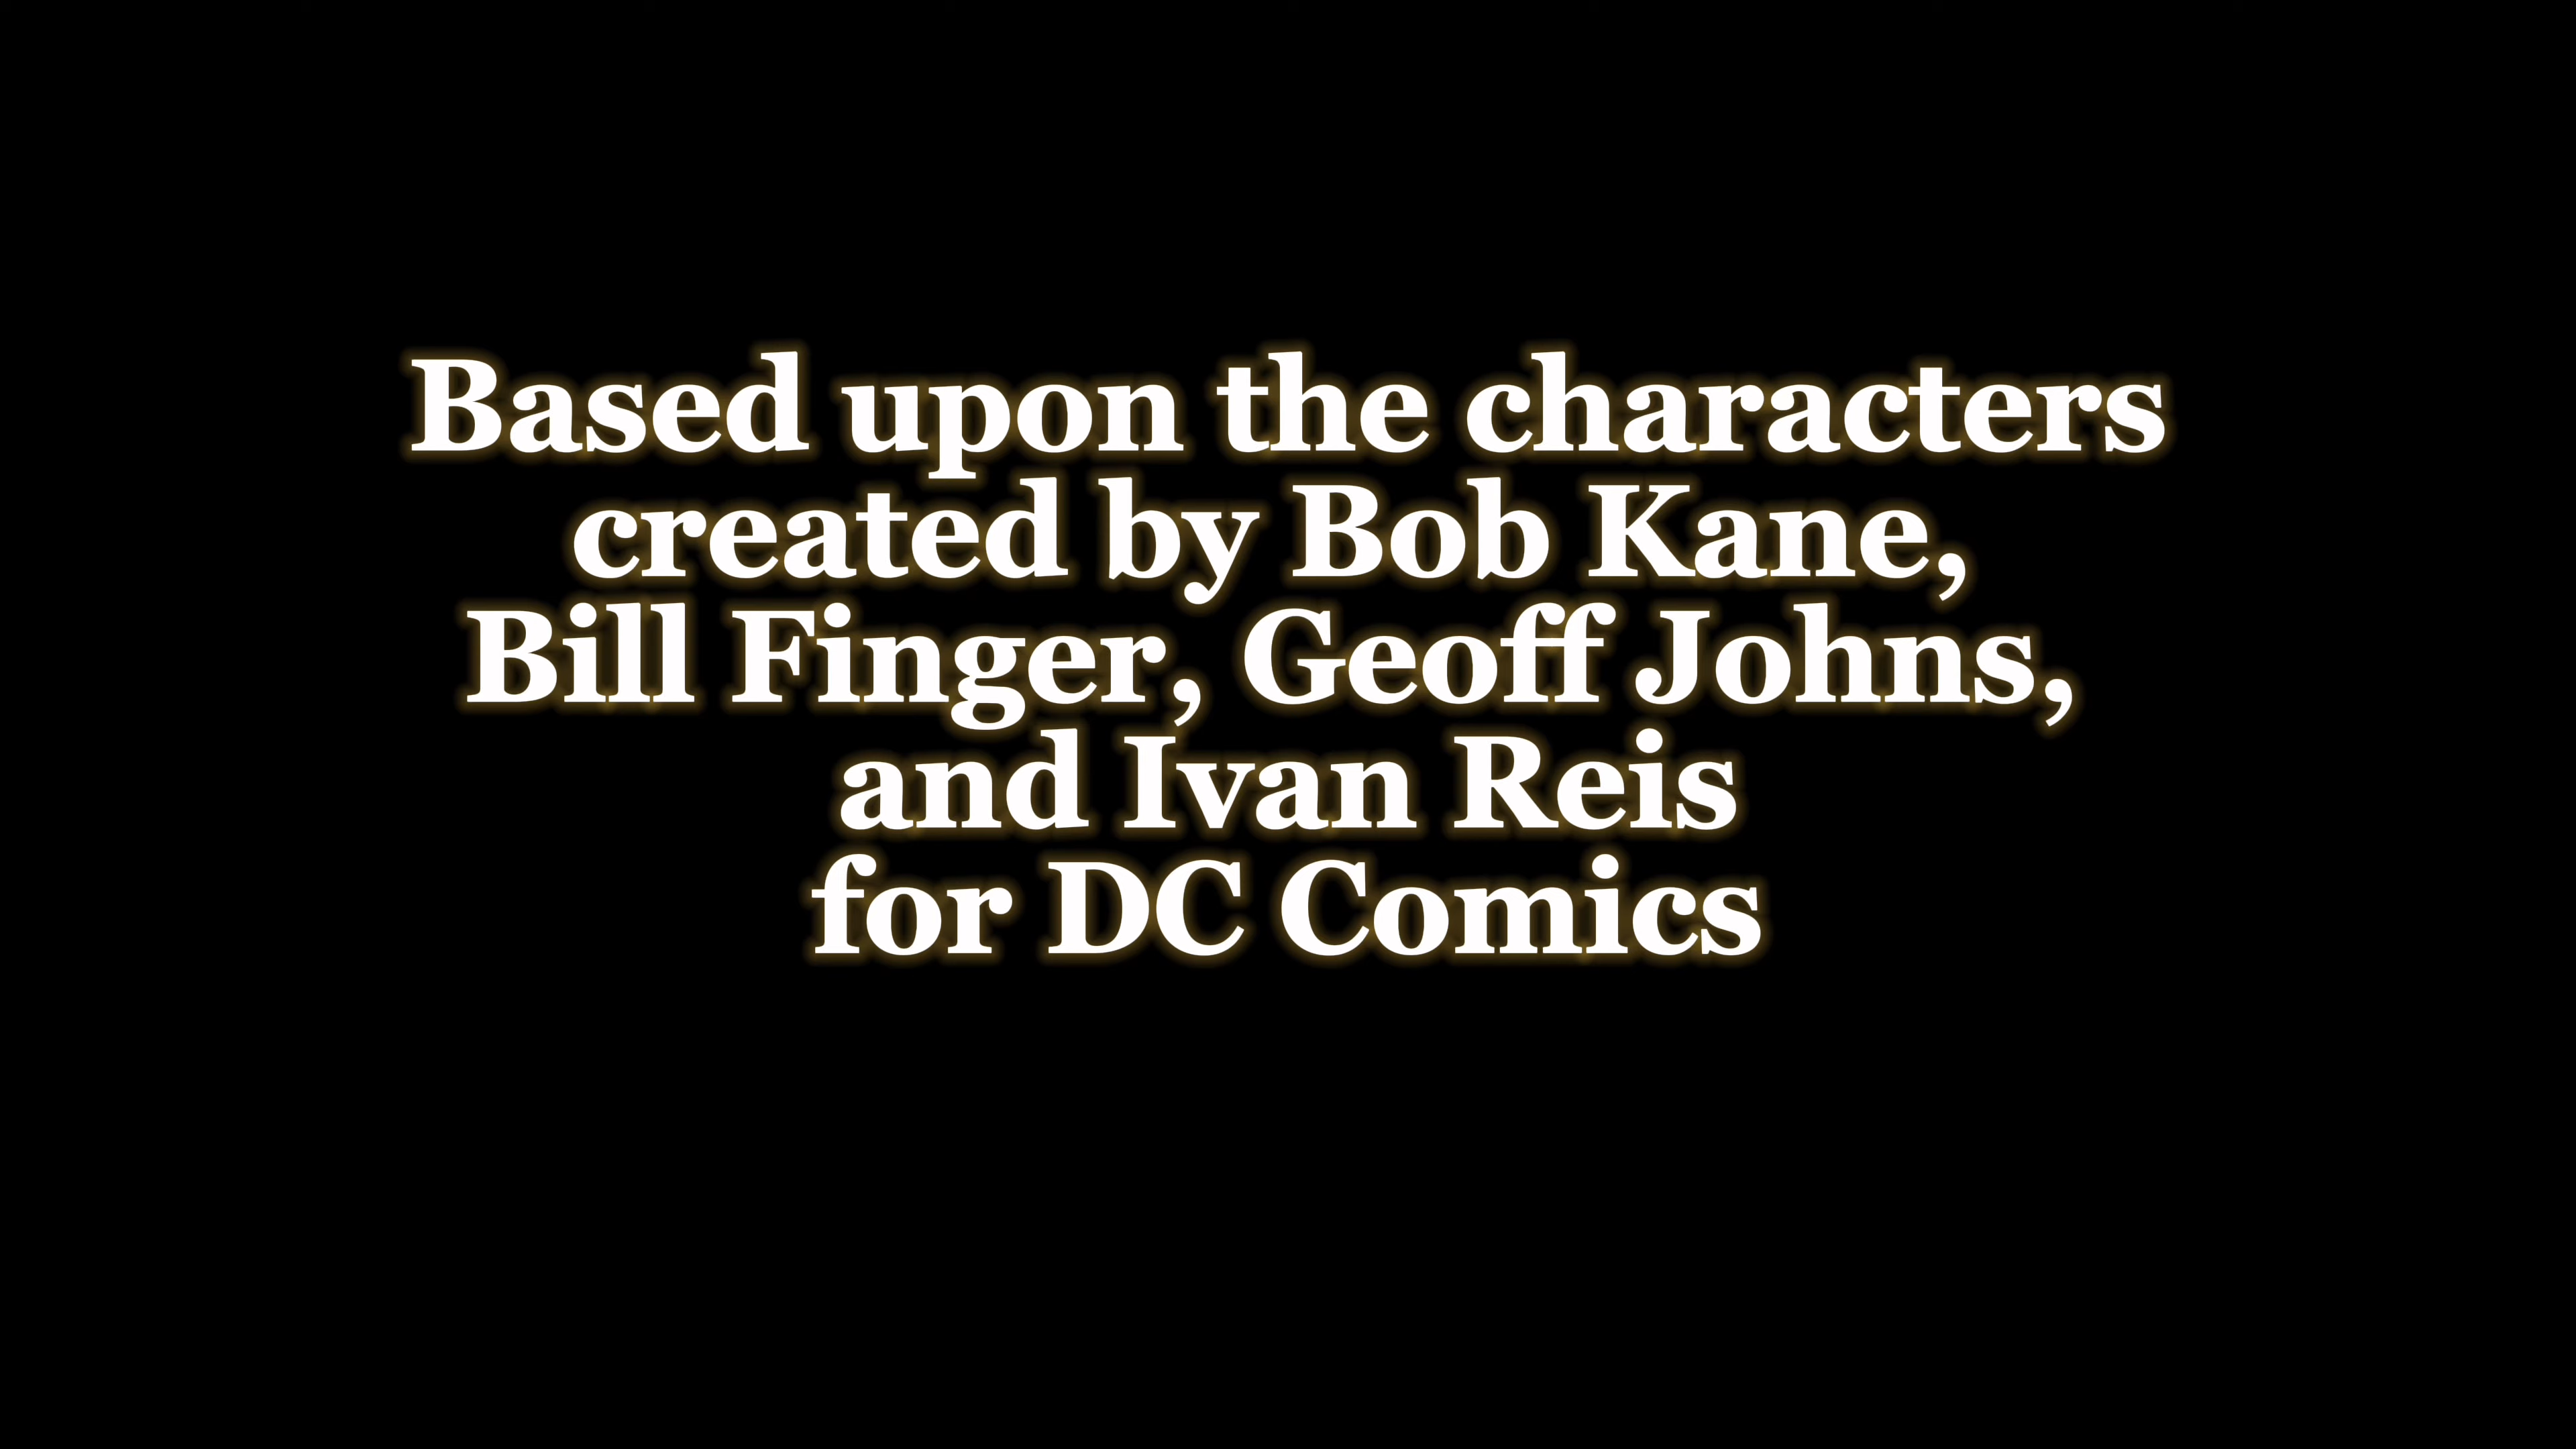 Based upon the characters
created by Bob Kane,
Bill Finger, Geoff Johns,
and Ivan Reis
for DC Comics